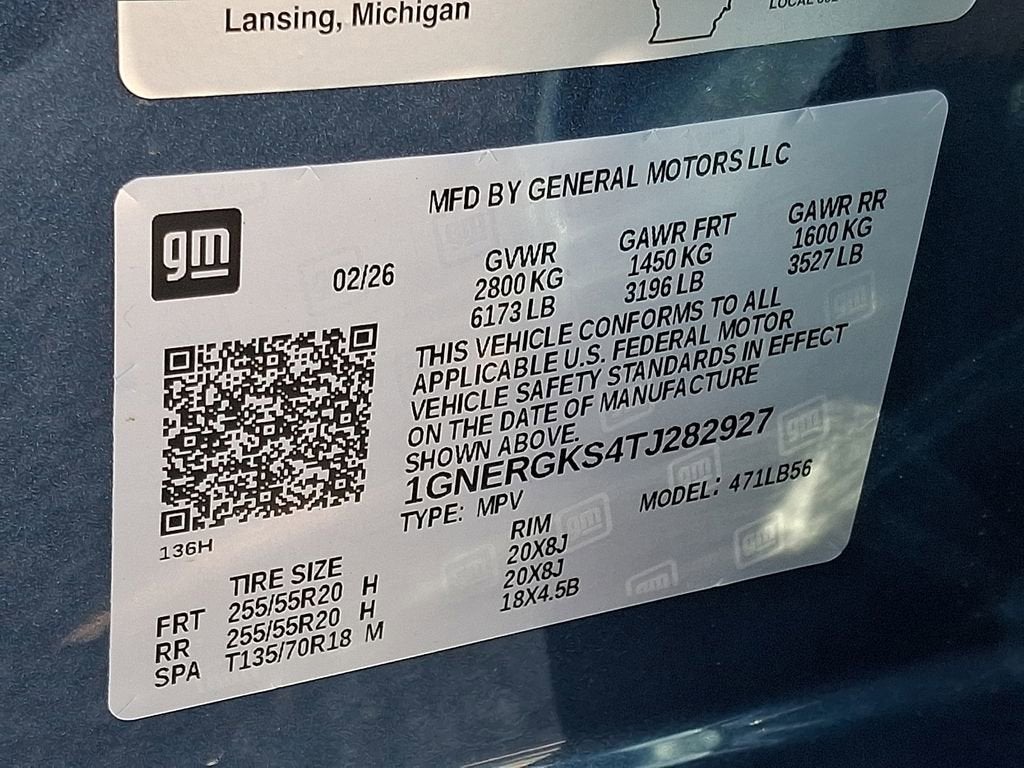 Lansing, Michigan
MFD BY GENERAL MOTORS LLC
gm
02/26
GVWR
2800 KG
6173 LB
GAWR FRT
1450 KG
3196 LB
GAWR RR
1600 KG
3527 LB
THIS VEHICLE CONFORMS TO ALL
APPLICABLE U.S. FEDERAL MOTOR
VEHICLE SAFETY STANDARDS IN EFFECT
ON THE DATE OF MANUFACTURE
SHOWN ABOVE.
1GNERGKS4TJ282927
TYPE: MPV
MODEL: 471LB56
136H
TIRE SIZE RIM
FRT 255/55R20 H 20X8J
RR 255/55R20 H 20X8J
SPA T135/70R18 M 18X4.5B